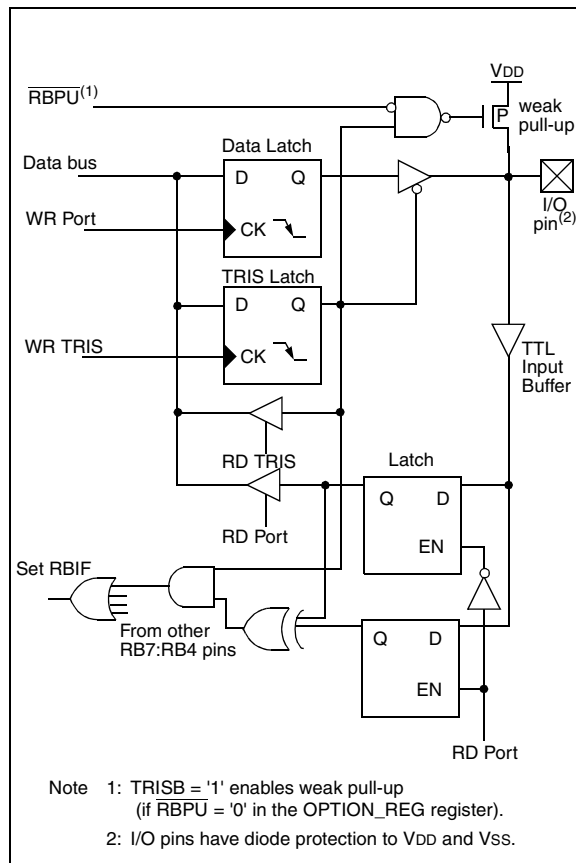 VDD
RBPU(1)
weak
pull-up
P
Data Latch
Data bus
D Q
I/O
pin(2)
WR Port
CK
TRIS Latch
D Q
WR TRIS
CK
TTL
Input
Buffer
RD TRIS
Latch
Q D
RD Port
EN
Set RBIF
From other
RB7:RB4 pins
Q D
EN
RD Port
Note 1: TRISB = '1' enables weak pull-up
(if RBPU = '0' in the OPTION_REG register).
2: I/O pins have diode protection to VDD and VSS.